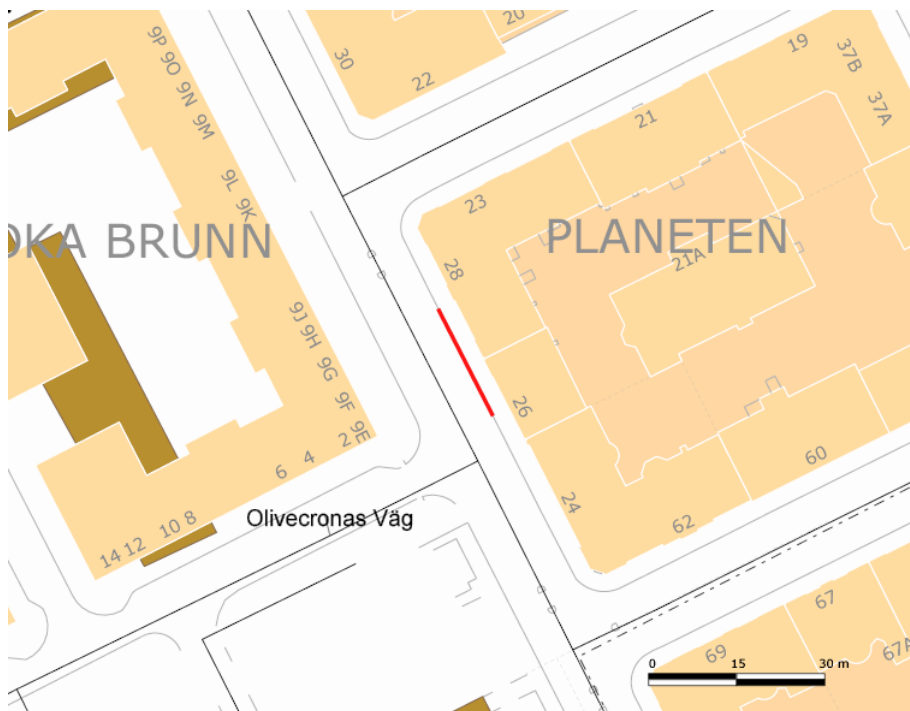 9P
9O
9N
9M
9L
9K
9J
9H
9G
9F
9E
2
4
6
8
10
12
14
OKA BRUNN
30
22
20
19
37B
37A
21
23
PLANETEN
21A
28
26
24
62
60
Olivecronas Väg
69
67
67A
0 15 30 m